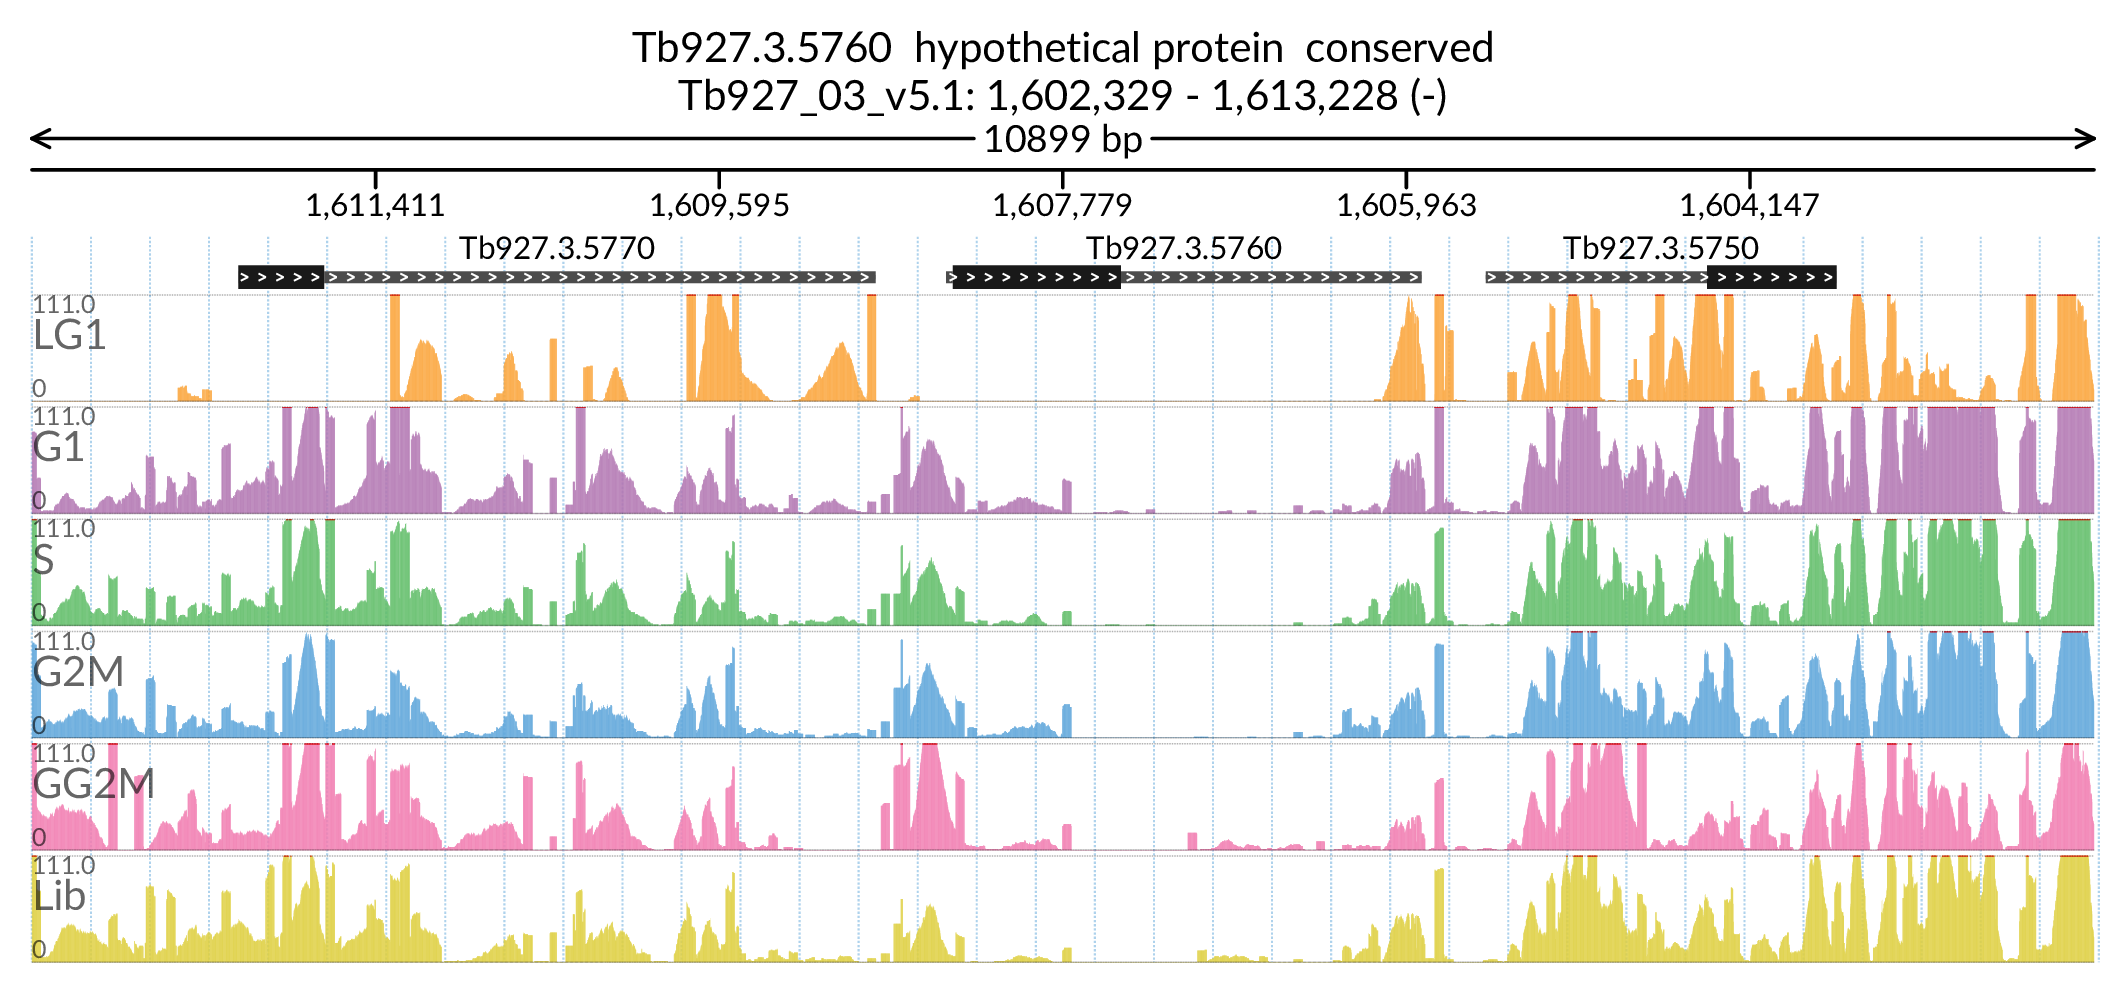 Tb927.3.5760 hypothetical protein conserved
Tb927_03_v5.1: 1,602,329 - 1,613,228 (-)
10899 bp
1,611,411 1,609,595 1,607,779 1,605,963 1,604,147
Tb927.3.5770 Tb927.3.5760 Tb927.3.5750
111.0
LG1
0
111.0
G1
0
111.0
S
0
111.0
G2M
0
111.0
GG2M
0
111.0
Lib
0